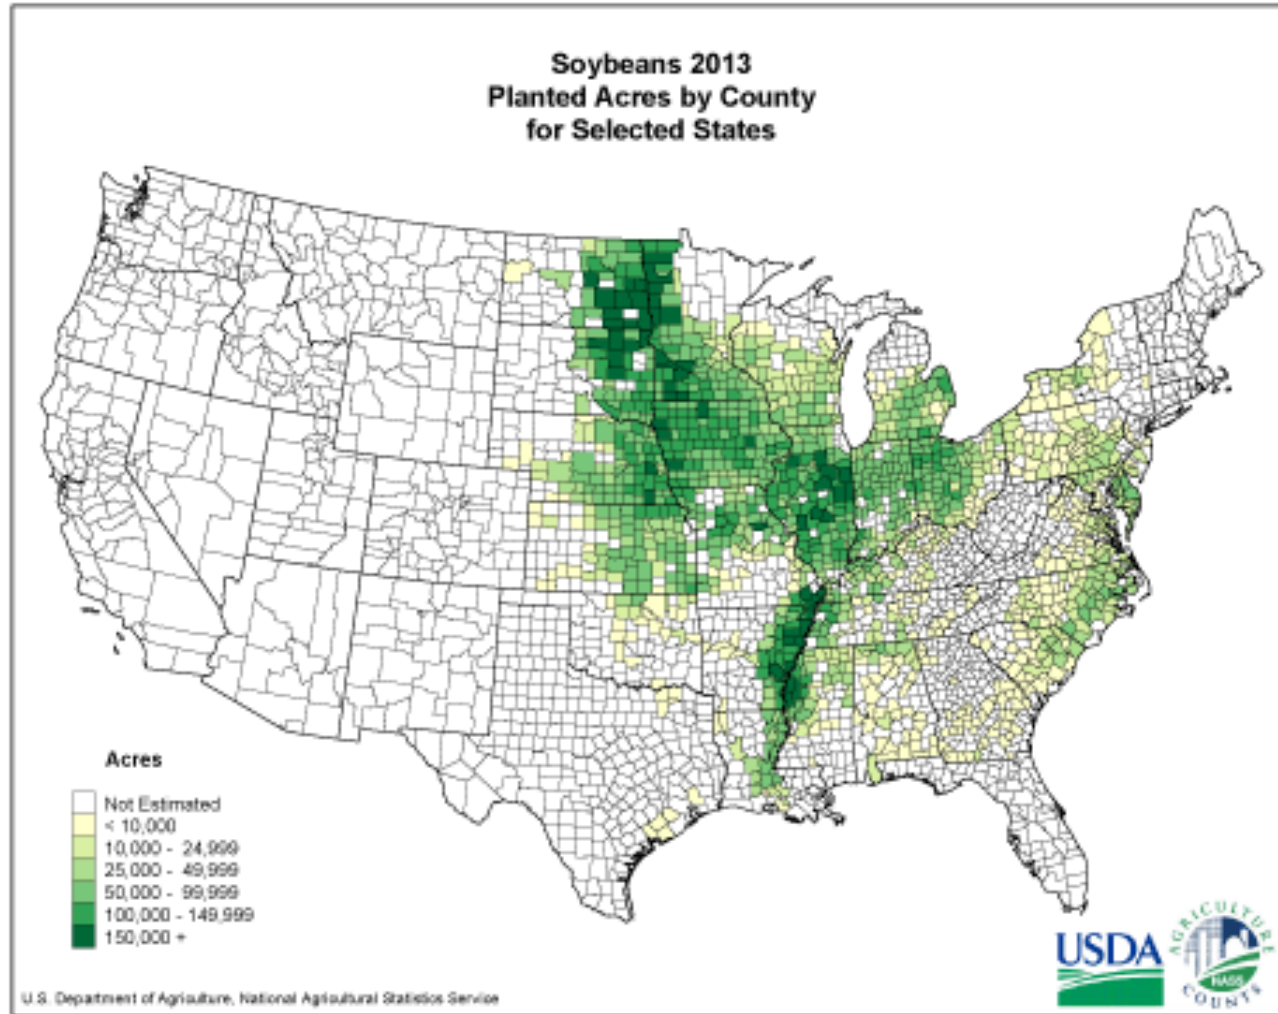 Soybeans 2013
Planted Acres by County
for Selected States
Acres
Not Estimated
< 10,000
10,000 - 24,999
25,000 - 49,999
50,000 - 99,999
100,000 - 149,999
150,000 +
U.S. Department of Agriculture, National Agricultural Statistics Service
USDA
AGRICULTURE
NASS
COUNTS